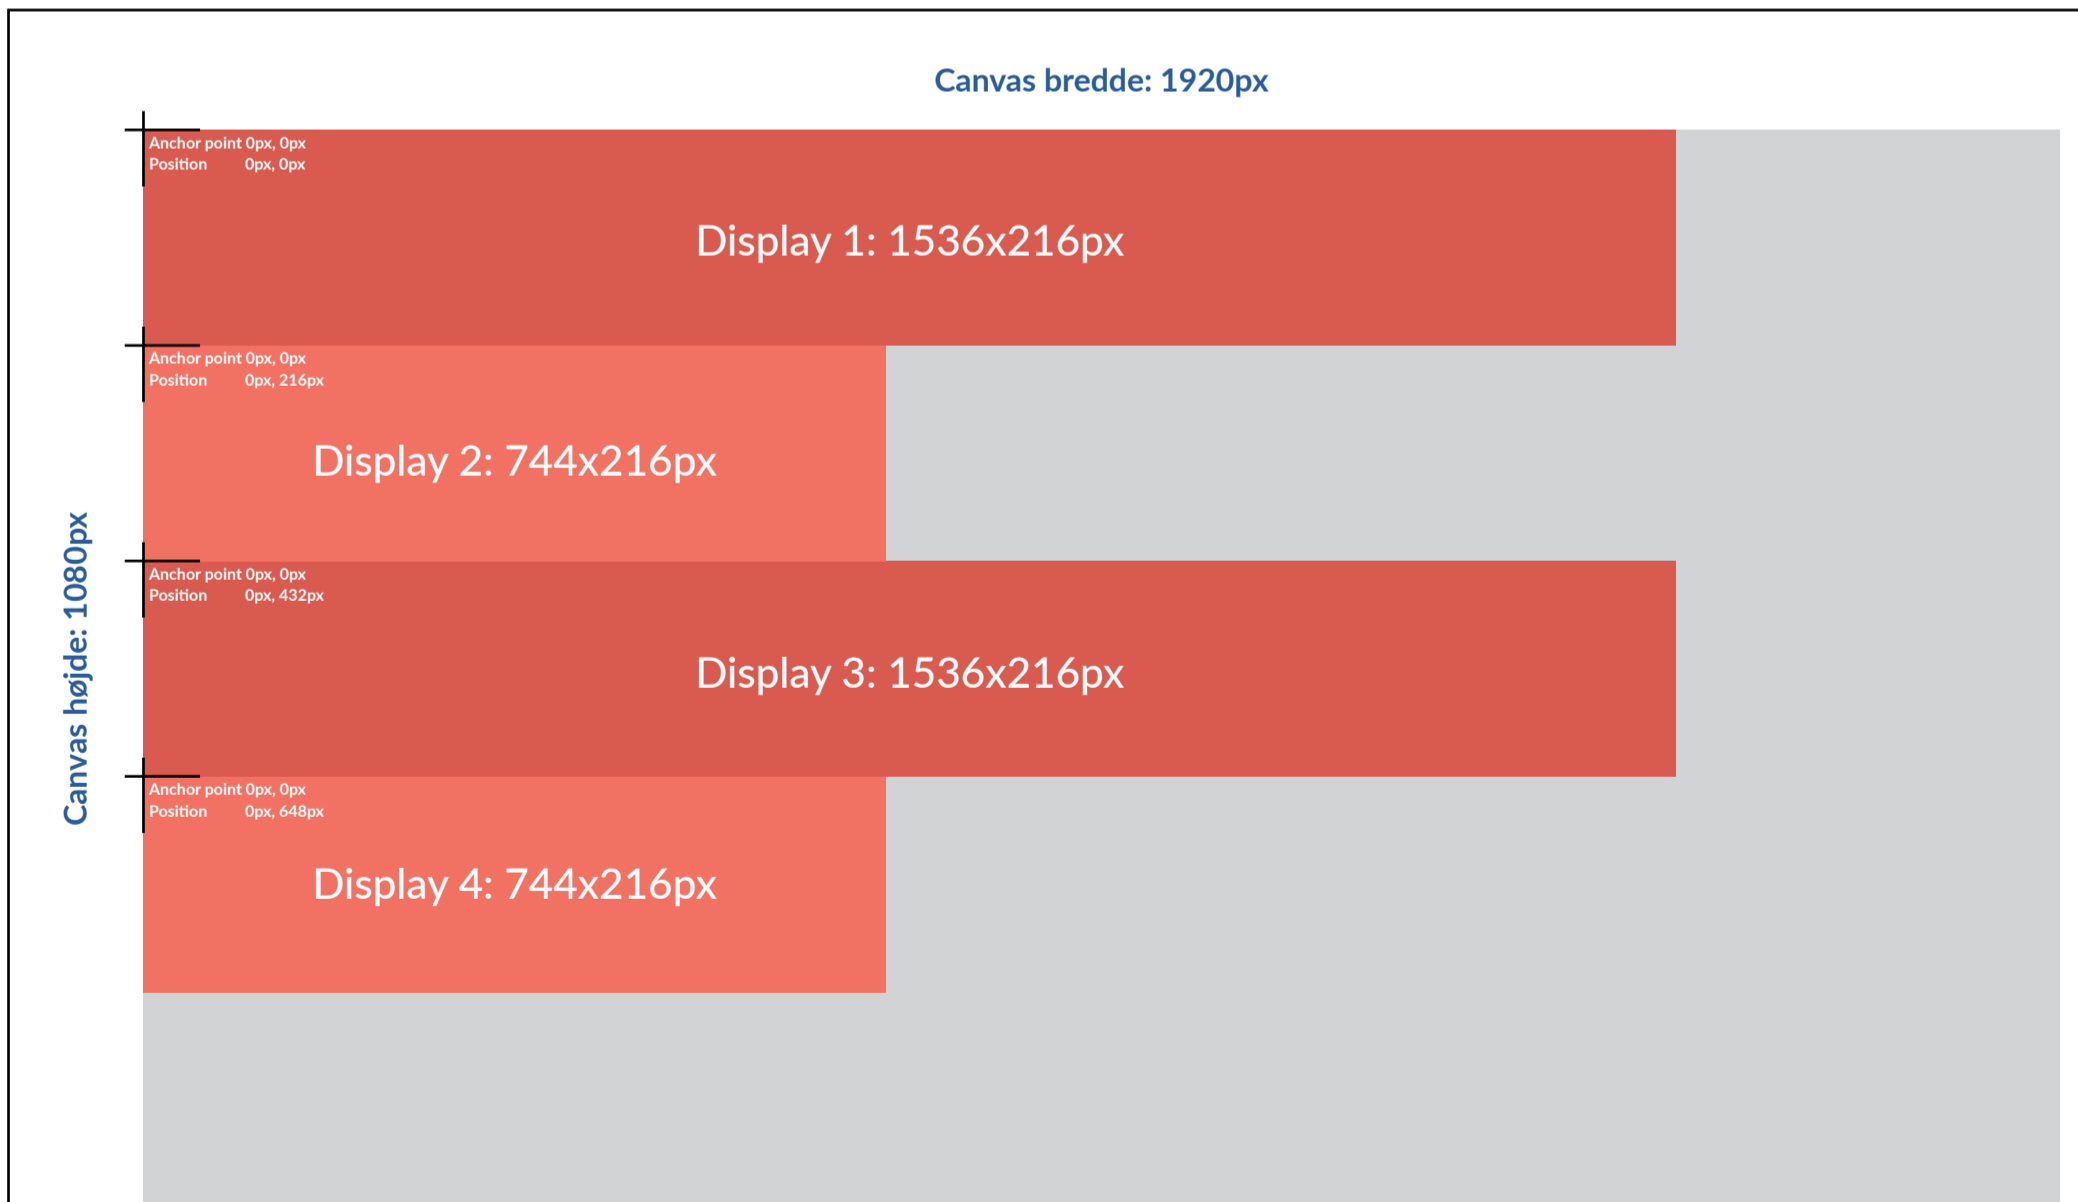 Canvas bredde: 1920px
Anchor point 0px, 0px
Position 0px, 0px
Display 1: 1536x216px
Anchor point 0px, 0px
Position 0px, 216px
Display 2: 744x216px
Canvas højde: 1080px
Anchor point 0px, 0px
Position 0px, 432px
Display 3: 1536x216px
Anchor point 0px, 0px
Position 0px, 648px
Display 4: 744x216px